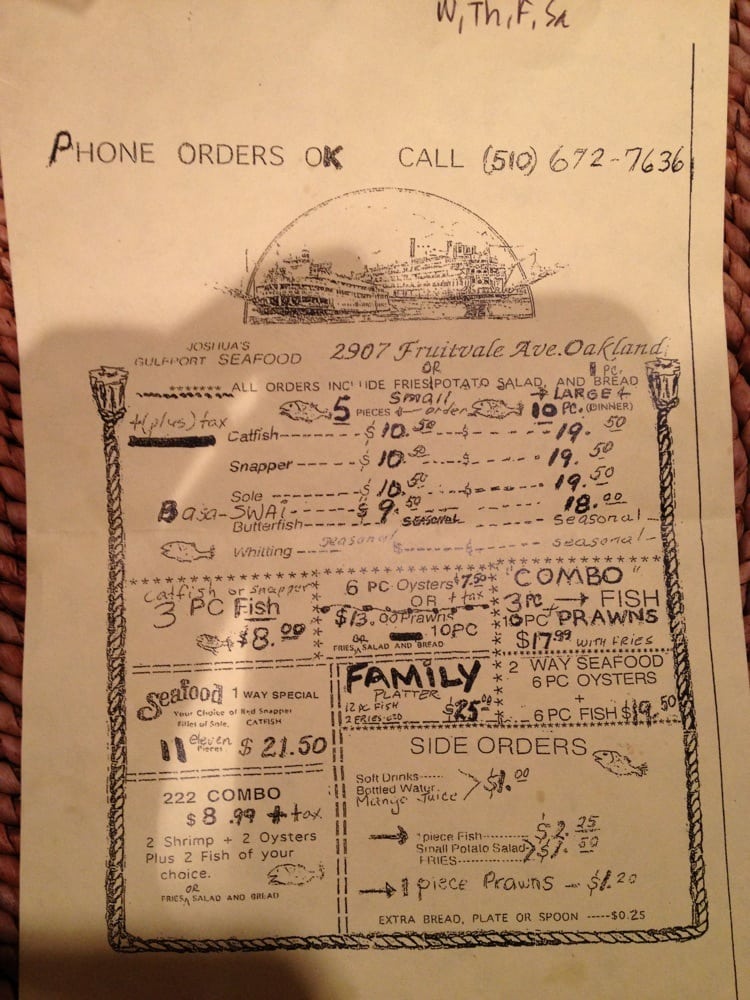 W, Th, F, Sa
PHONE ORDERS OK CALL (510) 672-7636
JOSHUA'S
GULFPORT SEAFOOD 2907 Fruitvale Ave. Oakland
OR 1 PC.
****** ALL ORDERS INCLUDE FRIES POTATO SALAD, AND BREAD
+(plus) tax 5 PIECES small order LARGE 10 PC. (DINNER)
Catfish $10.50 $ 19.50
Snapper $10.50 $ 19.50
Sole $10.50 19.50
Basa-SWAI $9.50 18.00
Butterfish SEASONAL seasonal
Whitting seasonal $ seasonal
Catfish or snapper
3 PC Fish
$8.00
6 PC Oysters $7.50
OR + tax
$13.00 Prawns
10PC
OR
FRIES, SALAD AND BREAD
"COMBO"
3 PC → FISH
10 PC PRAWNS
$17.99 WITH FRIES
Seafood 1 WAY SPECIAL
Your Choice of Red Snapper
Fillet of Sole, CATFISH
11 eleven Pieces $21.50
FAMILY
PLATTER
12 PC FISH
2 FRIES $25.00
2 WAY SEAFOOD
6 PC OYSTERS
+
6 PC FISH $19.50
222 COMBO
$8.99 + tax
2 Shrimp + 2 Oysters
Plus 2 Fish of your
choice.
OR
FRIES, SALAD AND BREAD
SIDE ORDERS
Soft Drinks
Bottled Water $1.00
Mango Juice
→ 1piece Fish $2.25
Small Potato Salad $1.50
FRIES
→ 1 piece Prawns - $1.20
EXTRA BREAD, PLATE OR SPOON -----$0.25